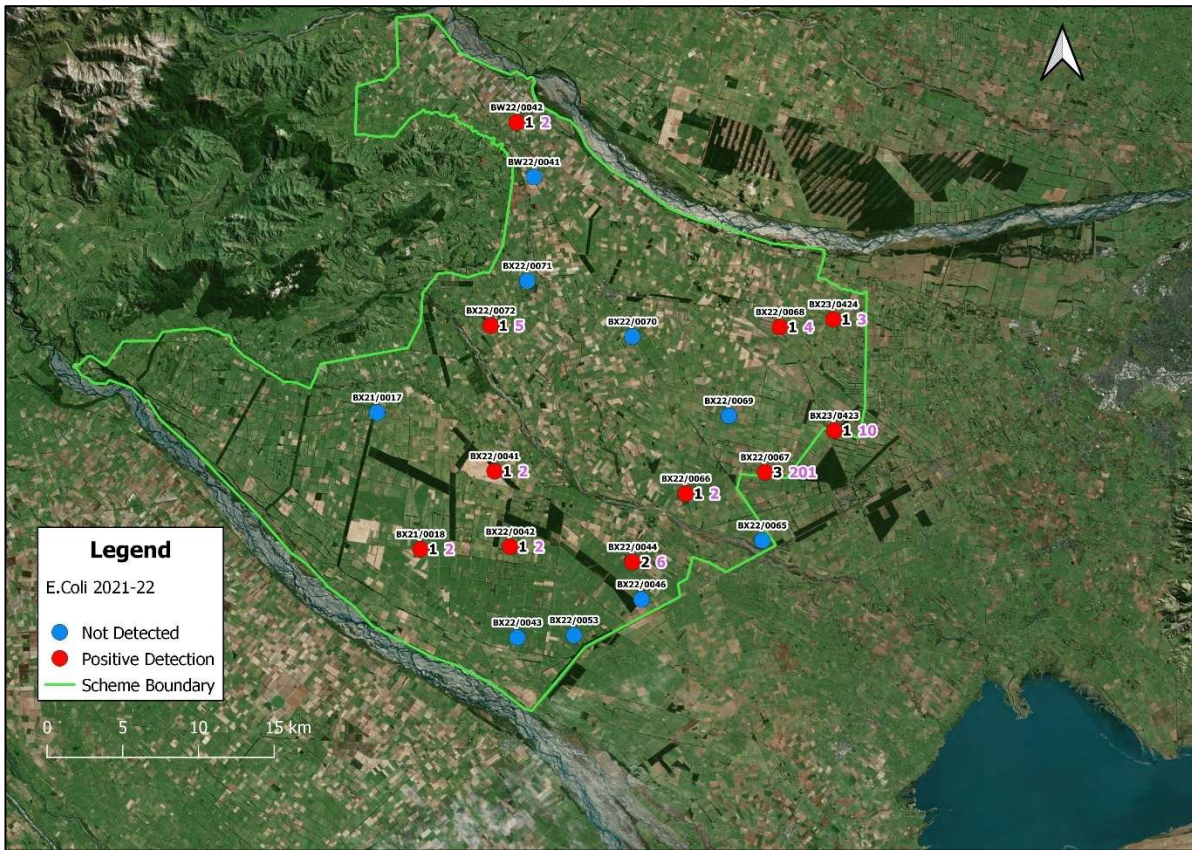 BW22/0042
1 2
BW22/0041
BX22/0071
BX22/0072
1 5
BX22/0070
BX22/0068
1 4
BX23/0424
1 3
BX21/0017
BX22/0069
BX23/0423
1 10
BX22/0041
1 2
BX22/0067
3 201
BX22/0066
1 2
BX22/0065
BX21/0018
1 2
BX22/0042
1 2
BX22/0044
2 6
BX22/0046
BX22/0043
BX22/0053
Legend
E.Coli 2021-22
Not Detected
Positive Detection
Scheme Boundary
0 5 10 15 km